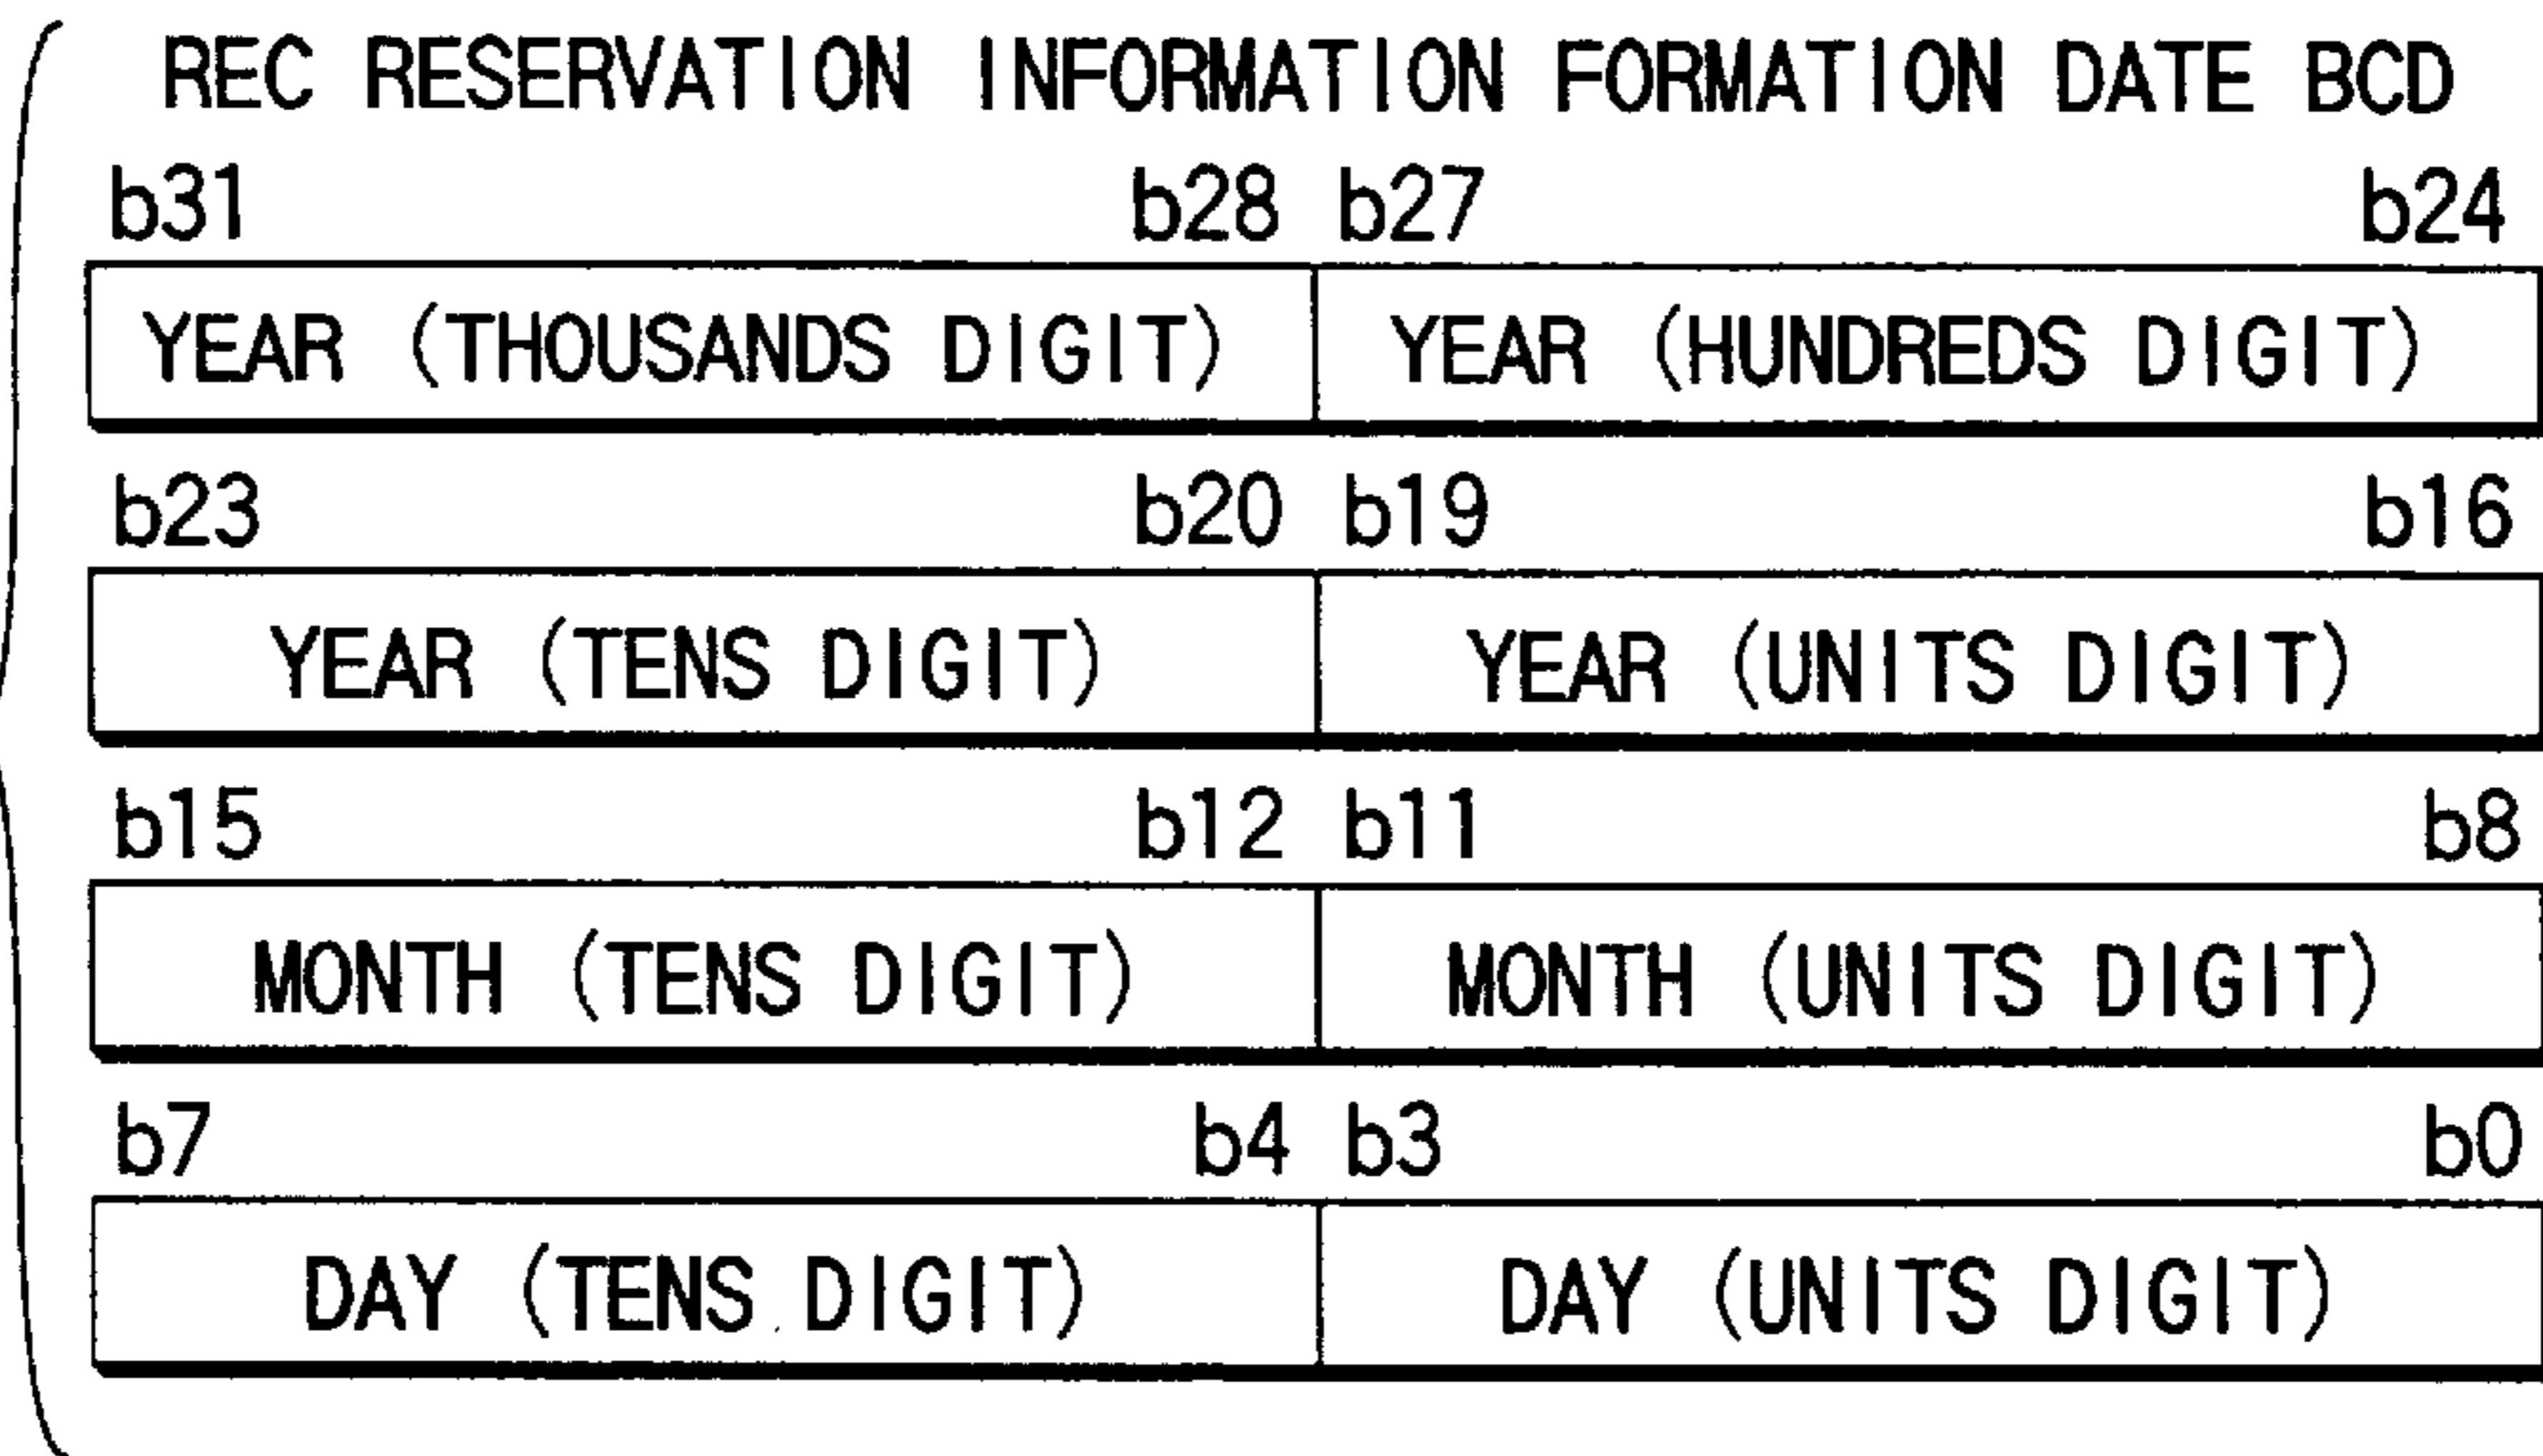 REC RESERVATION INFORMATION FORMATION DATE BCD
b31 b28 b27 b24
YEAR (THOUSANDS DIGIT) YEAR (HUNDREDS DIGIT)
b23 b20 b19 b16
YEAR (TENS DIGIT) YEAR (UNITS DIGIT)
b15 b12 b11 b8
MONTH (TENS DIGIT) MONTH (UNITS DIGIT)
b7 b4 b3 b0
DAY (TENS DIGIT) DAY (UNITS DIGIT)